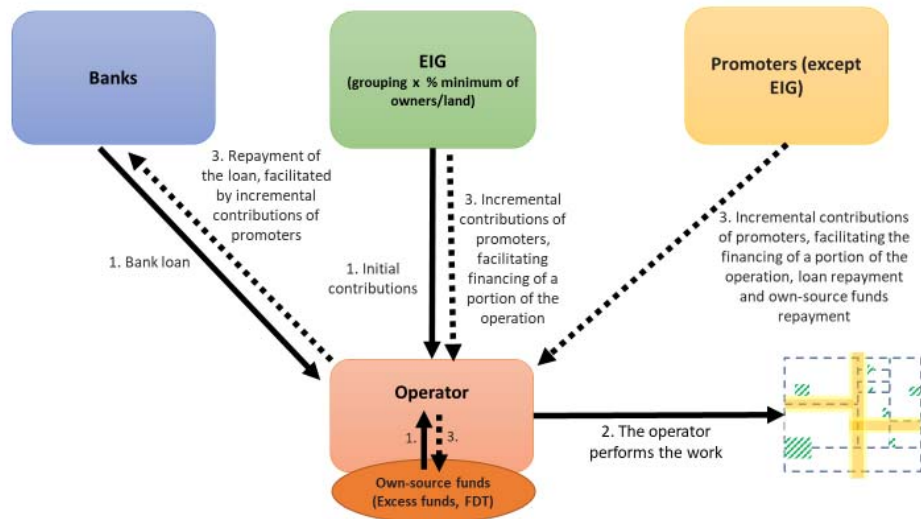 Banks
EIG
(grouping x % minimum of
owners/land)
Promoters (except
EIG)
3. Repayment of
the loan, facilitated
by incremental
contributions of
promoters
1. Bank loan
1. Initial
contributions
3. Incremental
contributions of
promoters,
facilitating
financing of a
portion of the
operation
3. Incremental contributions
of promoters, facilitating the
financing of a portion of the
operation, loan repayment
and own-source funds
repayment
Operator
1.
3.
Own-source funds
(Excess funds, FDT)
2. The operator
performs the work